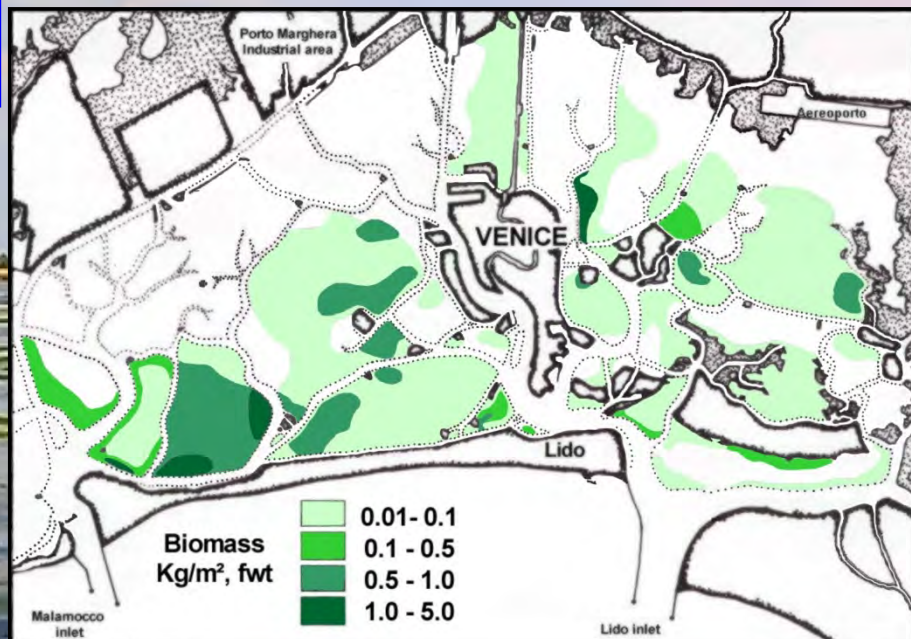 Porto Marghera
Industrial area
Aereoporto
VENICE
Lido
Biomass
Kg/m², fwt
0.01- 0.1
0.1 - 0.5
0.5 - 1.0
1.0 - 5.0
Malamocco
inlet
Lido inlet